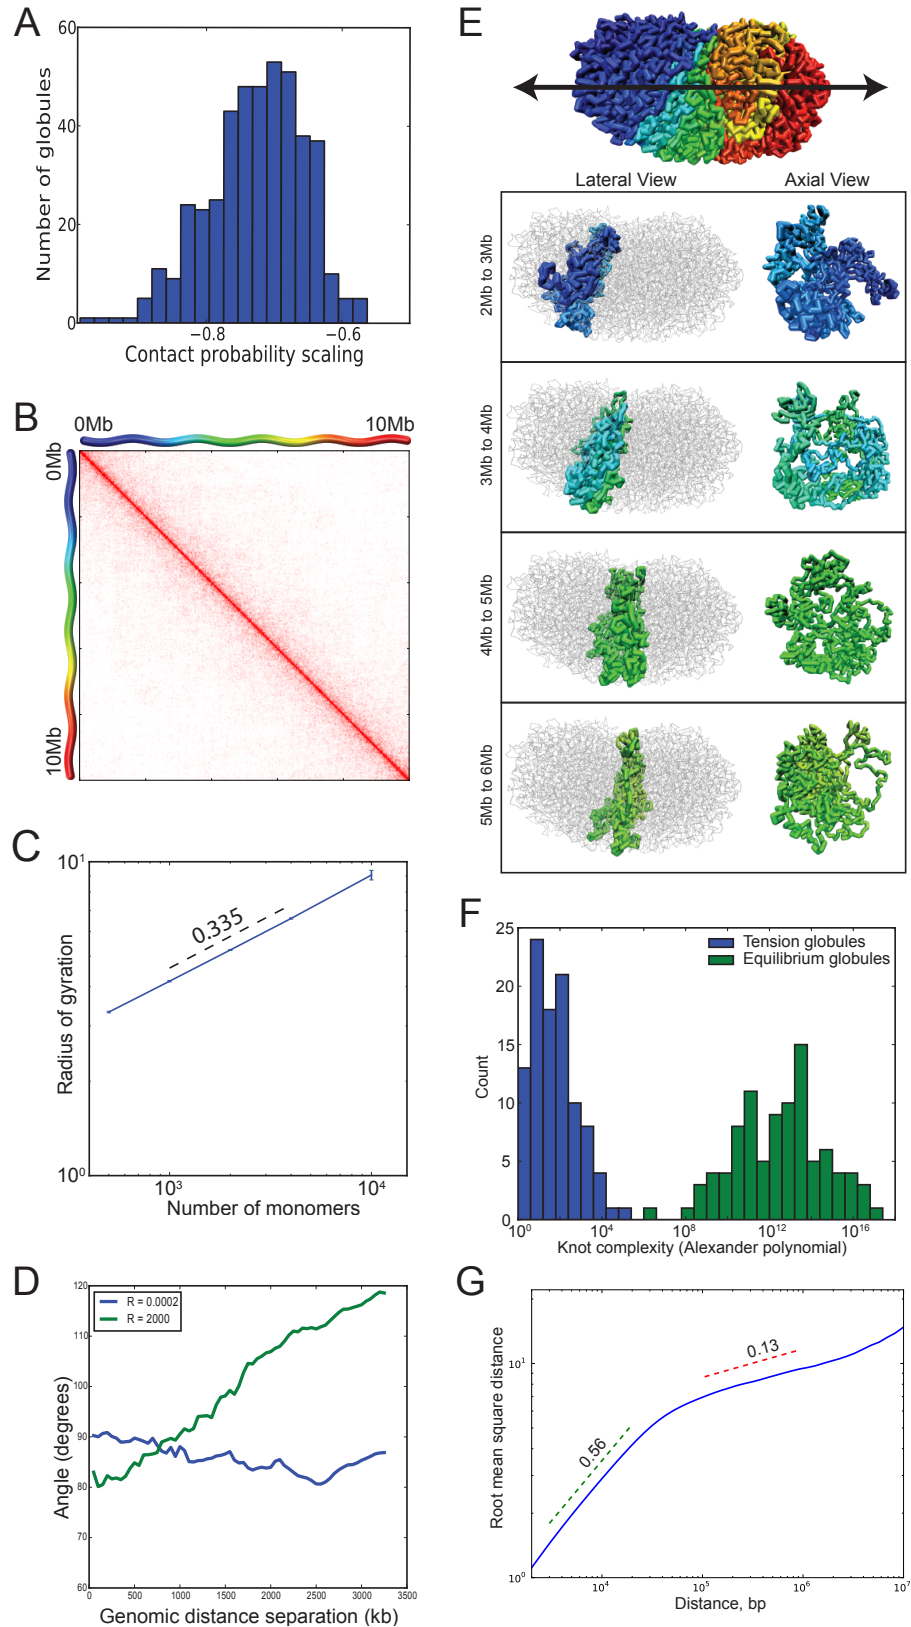 A
60
40
20
0
Number of globules
−0.8
−0.6
Contact probability scaling
B
0Mb
10Mb
0Mb
10Mb
C
10¹
10⁰
Radius of gyration
0.335
10³
10⁴
Number of monomers
D
120
110
100
90
80
70
60
Angle (degrees)
R = 0.0002
R = 2000
0
500
1000
1500
2000
2500
3000
3500
Genomic distance separation (kb)
E
Lateral View
Axial View
2Mb to 3Mb
3Mb to 4Mb
4Mb to 5Mb
5Mb to 6Mb
F
25
20
15
10
5
0
Count
Tension globules
Equilibrium globules
10⁰
10⁴
10⁸
10¹²
10¹⁶
Knot complexity (Alexander polynomial)
G
10¹
10⁰
Root mean square distance
0.56
0.13
10⁴
10⁵
10⁶
10⁷
Distance, bp